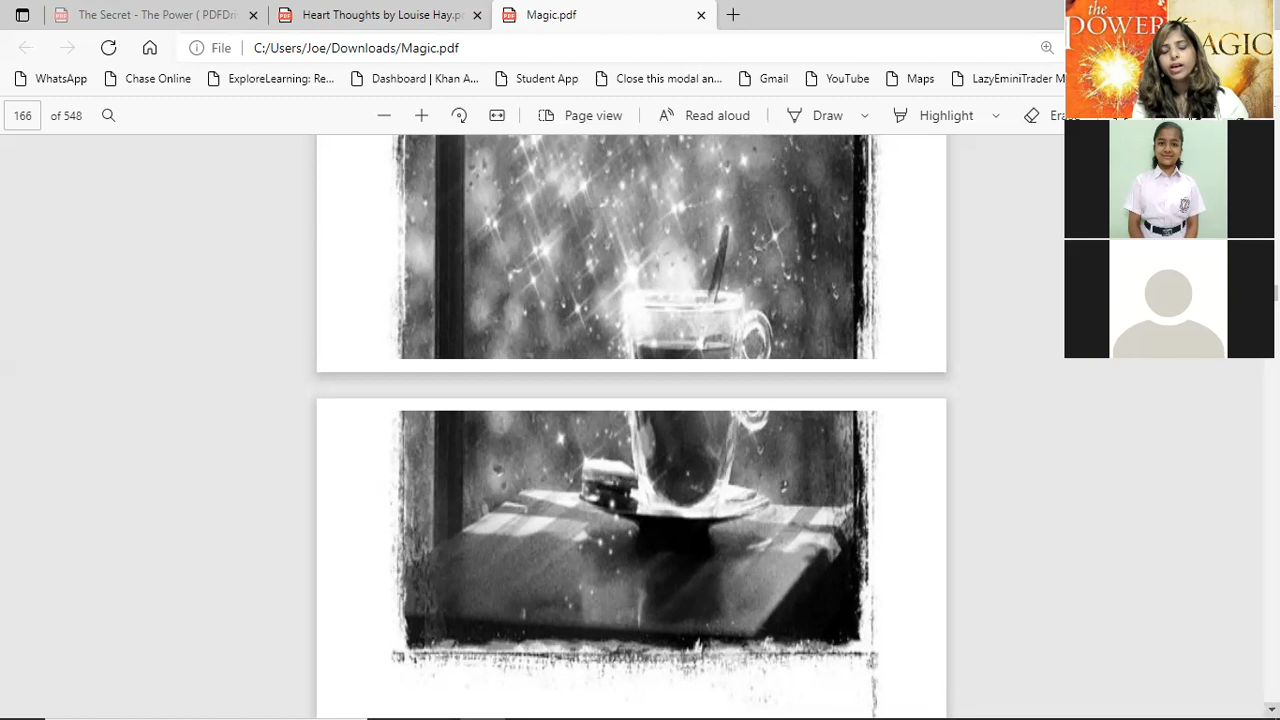 The Secret - The Power ( PDFDri
Heart Thoughts by Louise Hay.p
Magic.pdf
File
C:/Users/Joe/Downloads/Magic.pdf
WhatsApp
Chase Online
ExploreLearning: Re...
Dashboard | Khan A...
Student App
Close this modal an...
Gmail
YouTube
Maps
LazyEminiTrader M
166
of 548
Page view
Read aloud
Draw
Highlight
Era
the
POWER
MAGIC